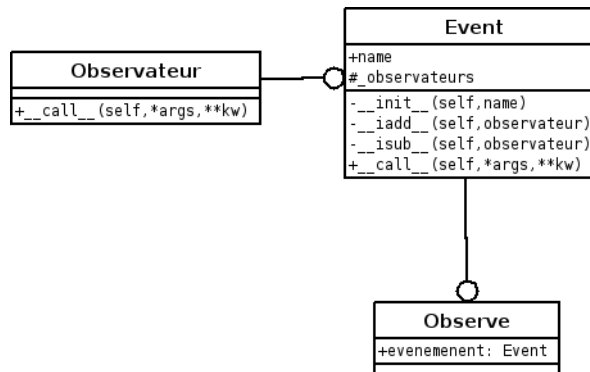 Event
+name
#_observateurs
-__init__(self,name)
-__iadd__(self,observateur)
-__isub__(self,observateur)
+__call__(self,*args,**kw)
Observateur
+__call__(self,*args,**kw)
Observe
+evenemenent: Event